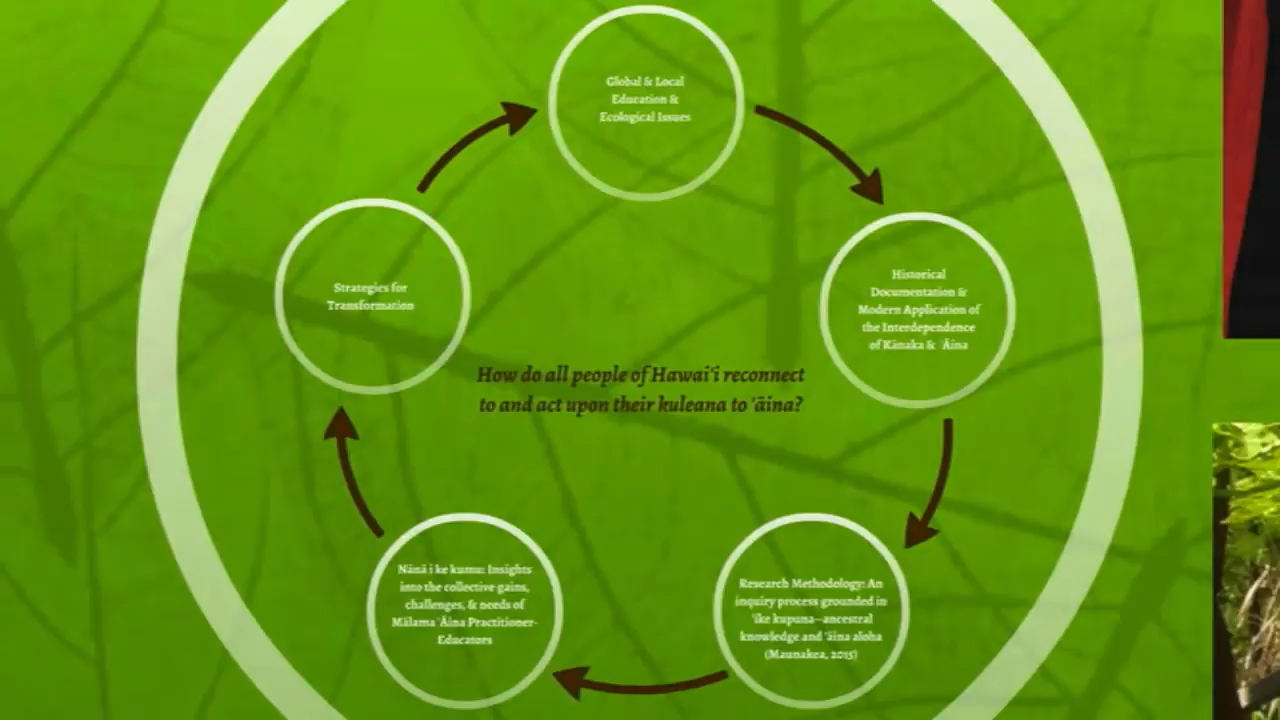 Global & Local
Education &
Ecological Issues
Historical
Documentation &
Modern Application of
the Interdependence
of Kānaka & ʻĀina
Research Methodology: An
inquiry process grounded in
ʻike kupuna—ancestral
knowledge and ʻāina aloha
(Maunakea, 2015)
Nānā i ke kumu: Insights
into the collective gains,
challenges, & needs of
Mālama ʻĀina Practitioner-
Educators
Strategies for
Transformation
How do all people of Hawaiʻi reconnect
to and act upon their kuleana to ʻāina?